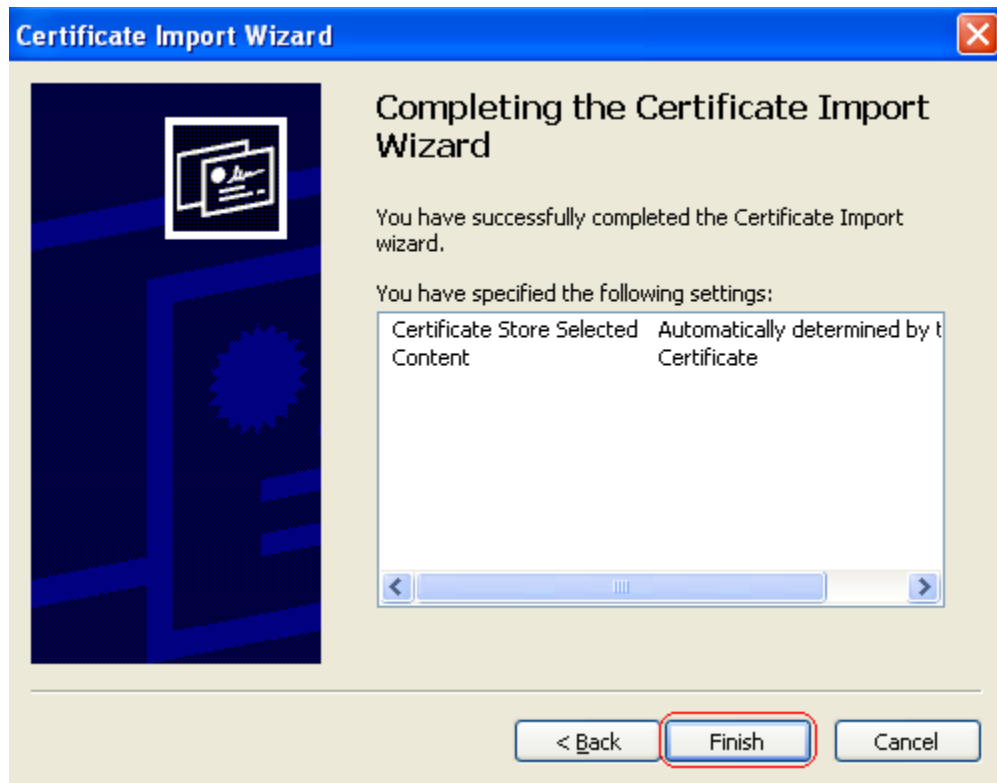 Certificate Import Wizard
Completing the Certificate Import
Wizard
You have successfully completed the Certificate Import
wizard.
You have specified the following settings:
Certificate Store Selected Automatically determined by t
Content Certificate
< Back Finish Cancel